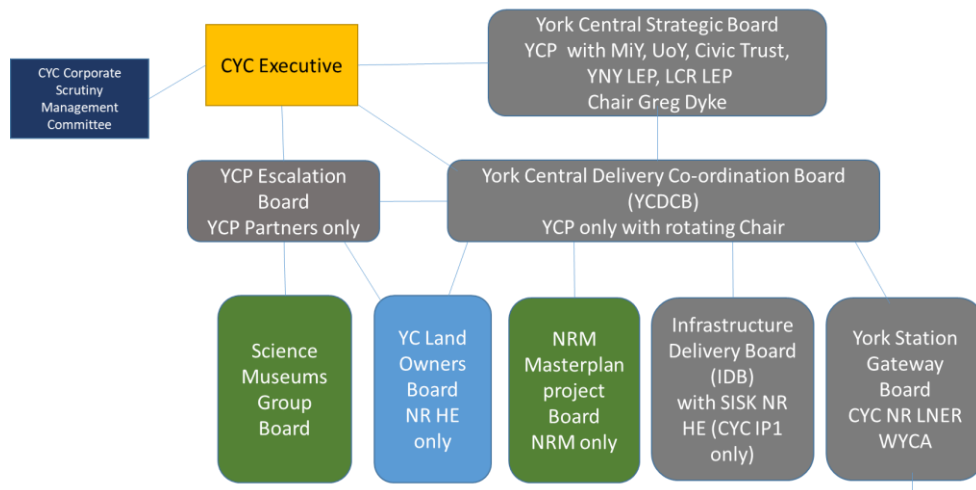 York Central Strategic Board
YCP with MiY, UoY, Civic Trust,
YNY LEP, LCR LEP
Chair Greg Dyke
CYC Executive
CYC Corporate
Scrutiny
Management
Committee
YCP Escalation
Board
YCP Partners only
York Central Delivery Co-ordination Board
(YCDCB)
YCP only with rotating Chair
Science
Museums
Group
Board
YC Land
Owners
Board
NR HE
only
NRM
Masterplan
project
Board
NRM only
Infrastructure
Delivery Board
(IDB)
with SISK NR
HE (CYC IP1
only)
York Station
Gateway
Board
CYC NR LNER
WYCA